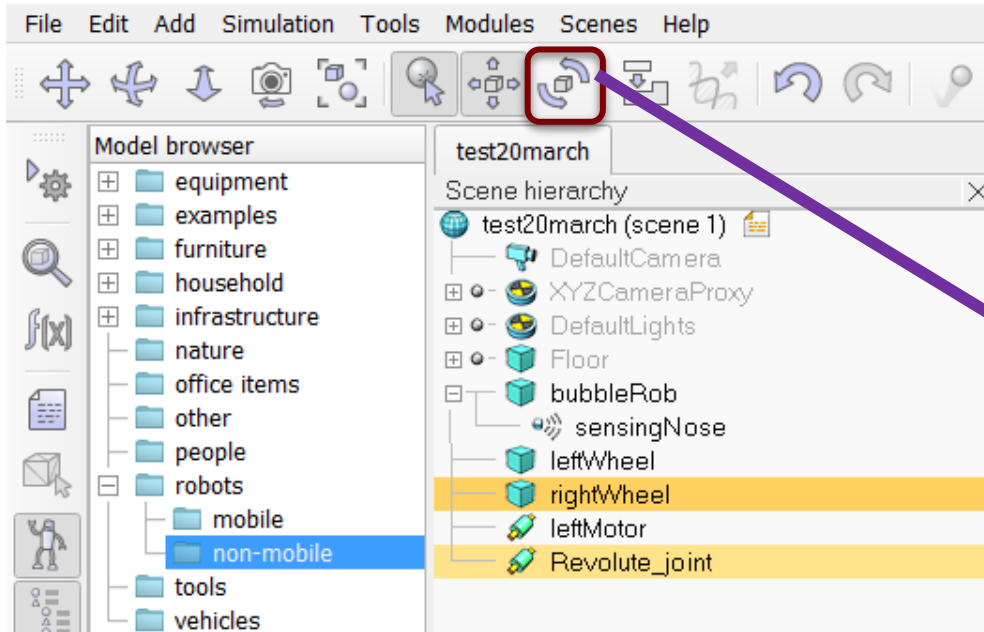 File Edit Add Simulation Tools Modules Scenes Help
Model browser
equipment
examples
furniture
household
infrastructure
nature
office items
other
people
robots
mobile
non-mobile
tools
vehicles
f(x)
test20march
Scene hierarchy
test20march (scene 1)
DefaultCamera
XYZCameraProxy
DefaultLights
Floor
bubbleRob
sensingNose
leftWheel
rightWheel
leftMotor
Revolute_joint